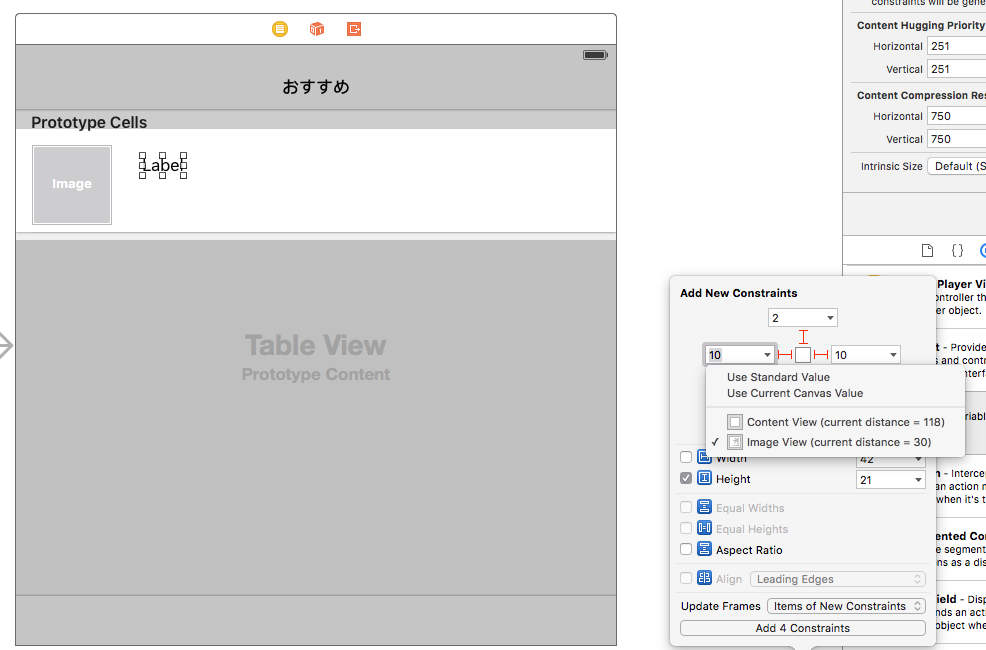 constraints will be gene
Content Hugging Priority
Horizontal 251
Vertical 251
Content Compression Res
Horizontal 750
Vertical 750
Intrinsic Size Default (S
おすすめ
Prototype Cells
Image
Label
Table View
Prototype Content
Player Vi
ontroller th
er object.
t - Provide
s and contr
nterfa
ariabl
n - Interce
an action m
when it's t
ented Co
e segment
ns as a dis
ield - Disp
nds an acti
object whe
Add New Constraints
2
10
10
Use Standard Value
Use Current Canvas Value
Content View (current distance = 118)
✓ Image View (current distance = 30)
Width 42
Height 21
Equal Widths
Equal Heights
Aspect Ratio
Align Leading Edges
Update Frames Items of New Constraints
Add 4 Constraints